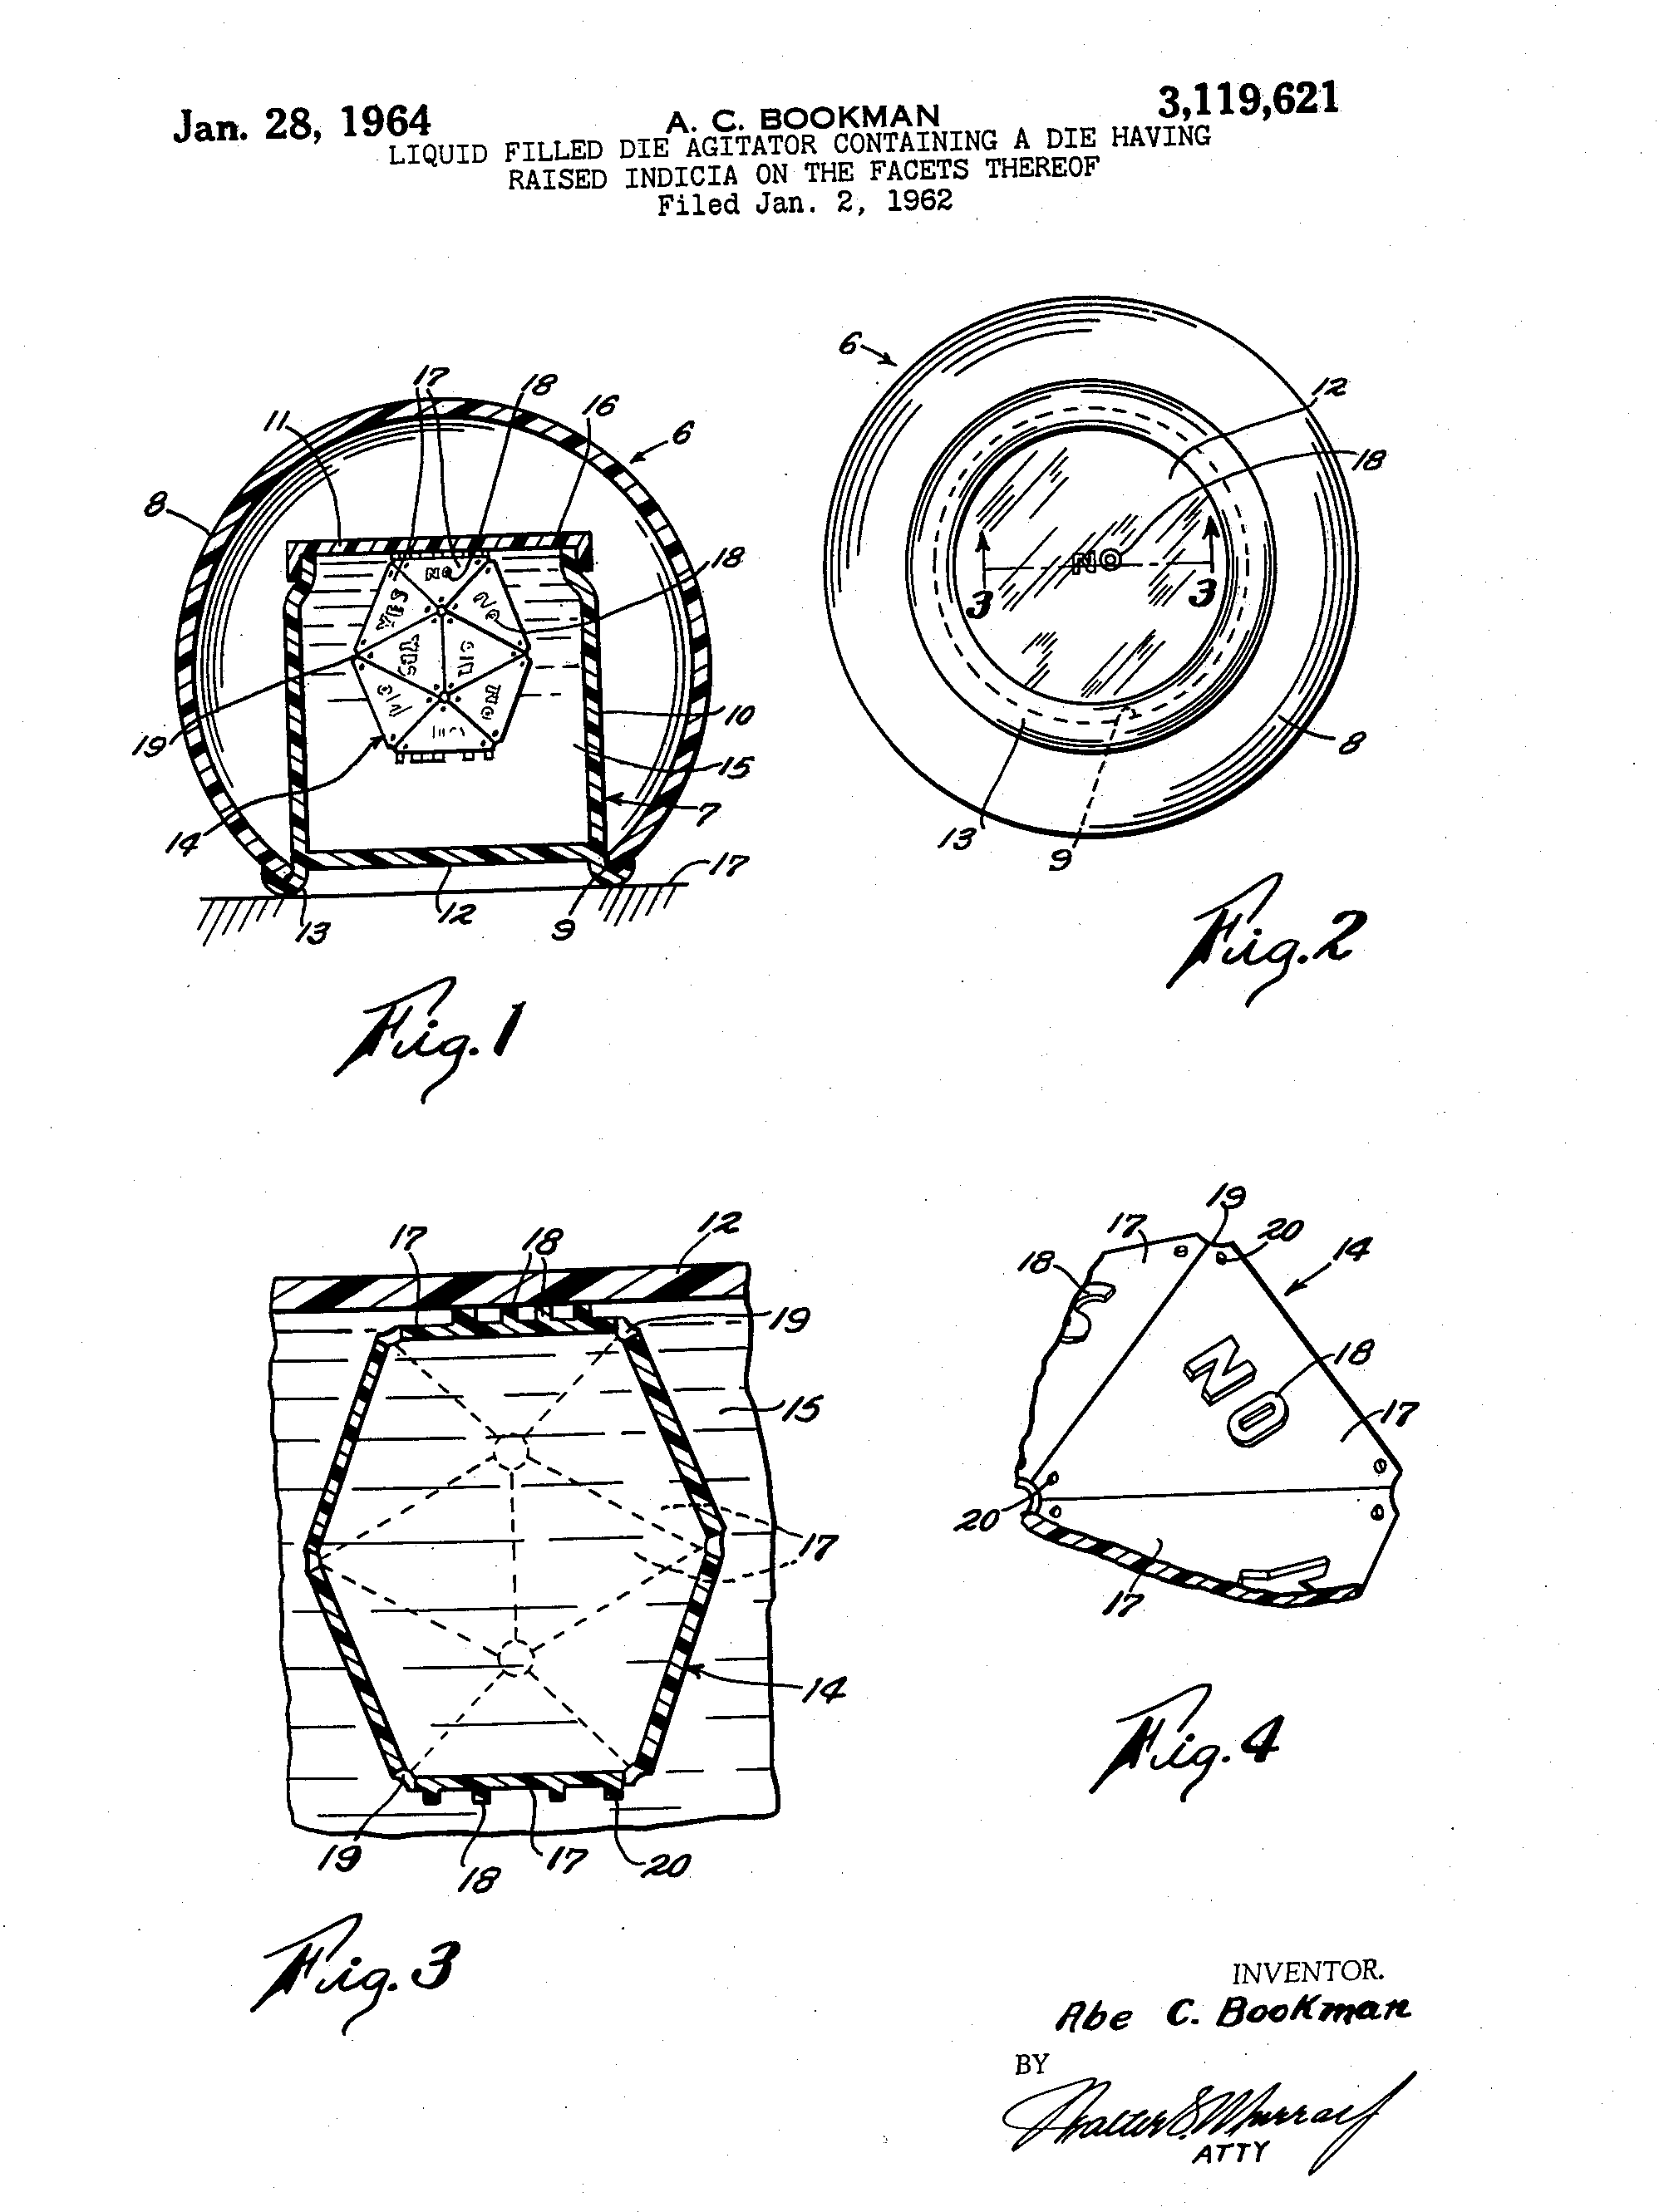 Jan. 28, 1964
A. C. BOOKMAN
3,119,621
LIQUID FILLED DIE AGITATOR CONTAINING A DIE HAVING
RAISED INDICIA ON THE FACETS THEREOF
Filed Jan. 2, 1962
17
18
16
11
6
8
NO
YES
NO
18
19
10
15
14
7
17
12
13
9
NO
Fig. 1
6
12
18
NO
3
3
13
9
8
Fig. 2
17
18
12
19
15
17
14
19
18
17
20
Fig. 3
19
17
20
18
14
NO
18
17
20
17
Fig. 4
INVENTOR.
Abe C. Bookman
BY
Walter S. Murray
ATTY